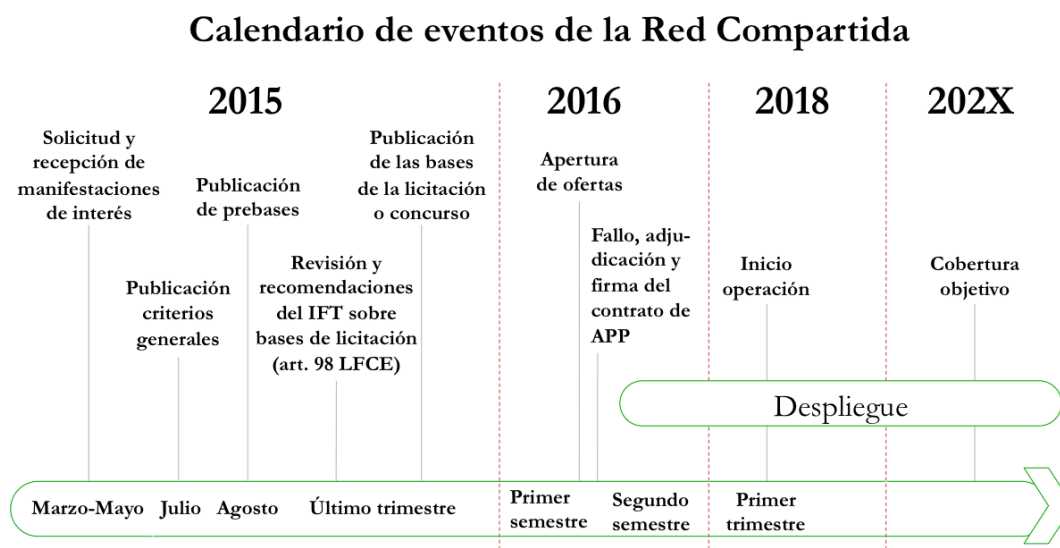 Calendario de eventos de la Red Compartida
2015
2016
2018
202X
Solicitud y
recepción de
manifestaciones
de interés
Publicación
criterios
generales
Publicación
de prebases
Revisión y
recomendaciones
del IFT sobre
bases de licitación
(art. 98 LFCE)
Publicación
de las bases
de la licitación
o concurso
Apertura
de ofertas
Fallo, adju-
dicación y
firma del
contrato de
APP
Inicio
operación
Cobertura
objetivo
Despliegue
Marzo-Mayo
Julio
Agosto
Último trimestre
Primer
semestre
Segundo
semestre
Primer
trimestre